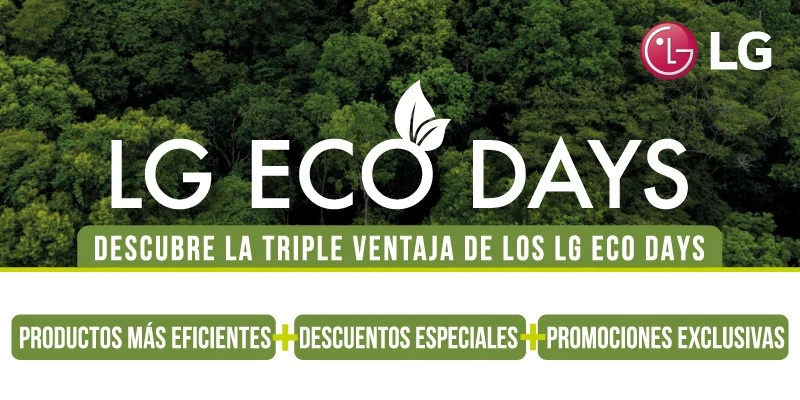 LG
LG ECO DAYS
DESCUBRE LA TRIPLE VENTAJA DE LOS LG ECO DAYS
PRODUCTOS MÁS EFICIENTES + DESCUENTOS ESPECIALES + PROMOCIONES EXCLUSIVAS